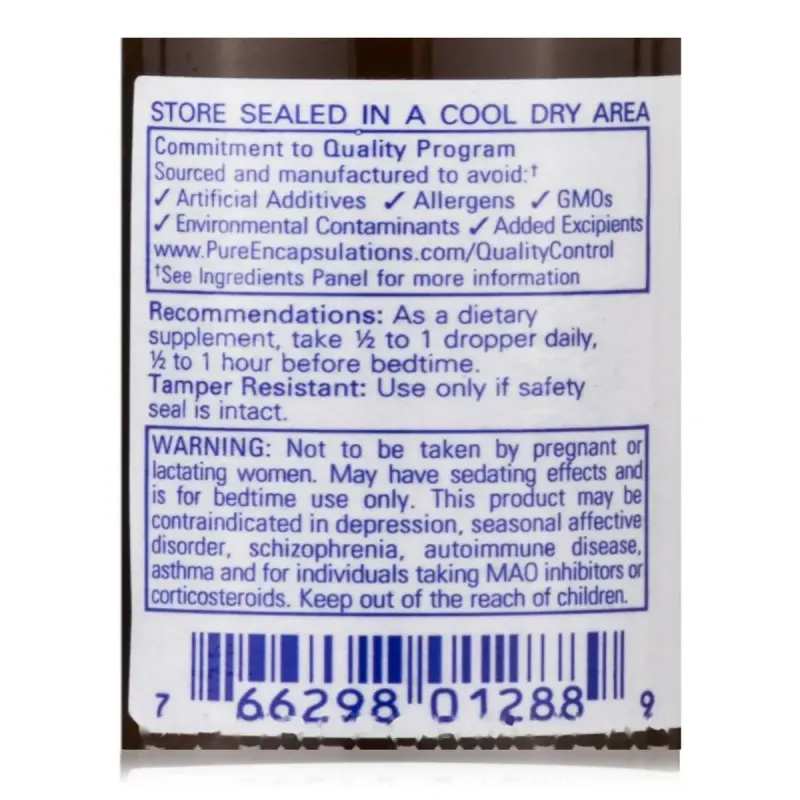 STORE SEALED IN A COOL DRY AREA
Commitment to Quality Program
Sourced and manufactured to avoid:†
✓ Artificial Additives ✓ Allergens ✓ GMOs
✓ Environmental Contaminants ✓ Added Excipients
www.PureEncapsulations.com/QualityControl
†See Ingredients Panel for more information
Recommendations: As a dietary
supplement, take ½ to 1 dropper daily,
½ to 1 hour before bedtime.
Tamper Resistant: Use only if safety
seal is intact.
WARNING: Not to be taken by pregnant or
lactating women. May have sedating effects and
is for bedtime use only. This product may be
contraindicated in depression, seasonal affective
disorder, schizophrenia, autoimmune disease,
asthma and for individuals taking MAO inhibitors or
corticosteroids. Keep out of the reach of children.
7 66298 01288 9